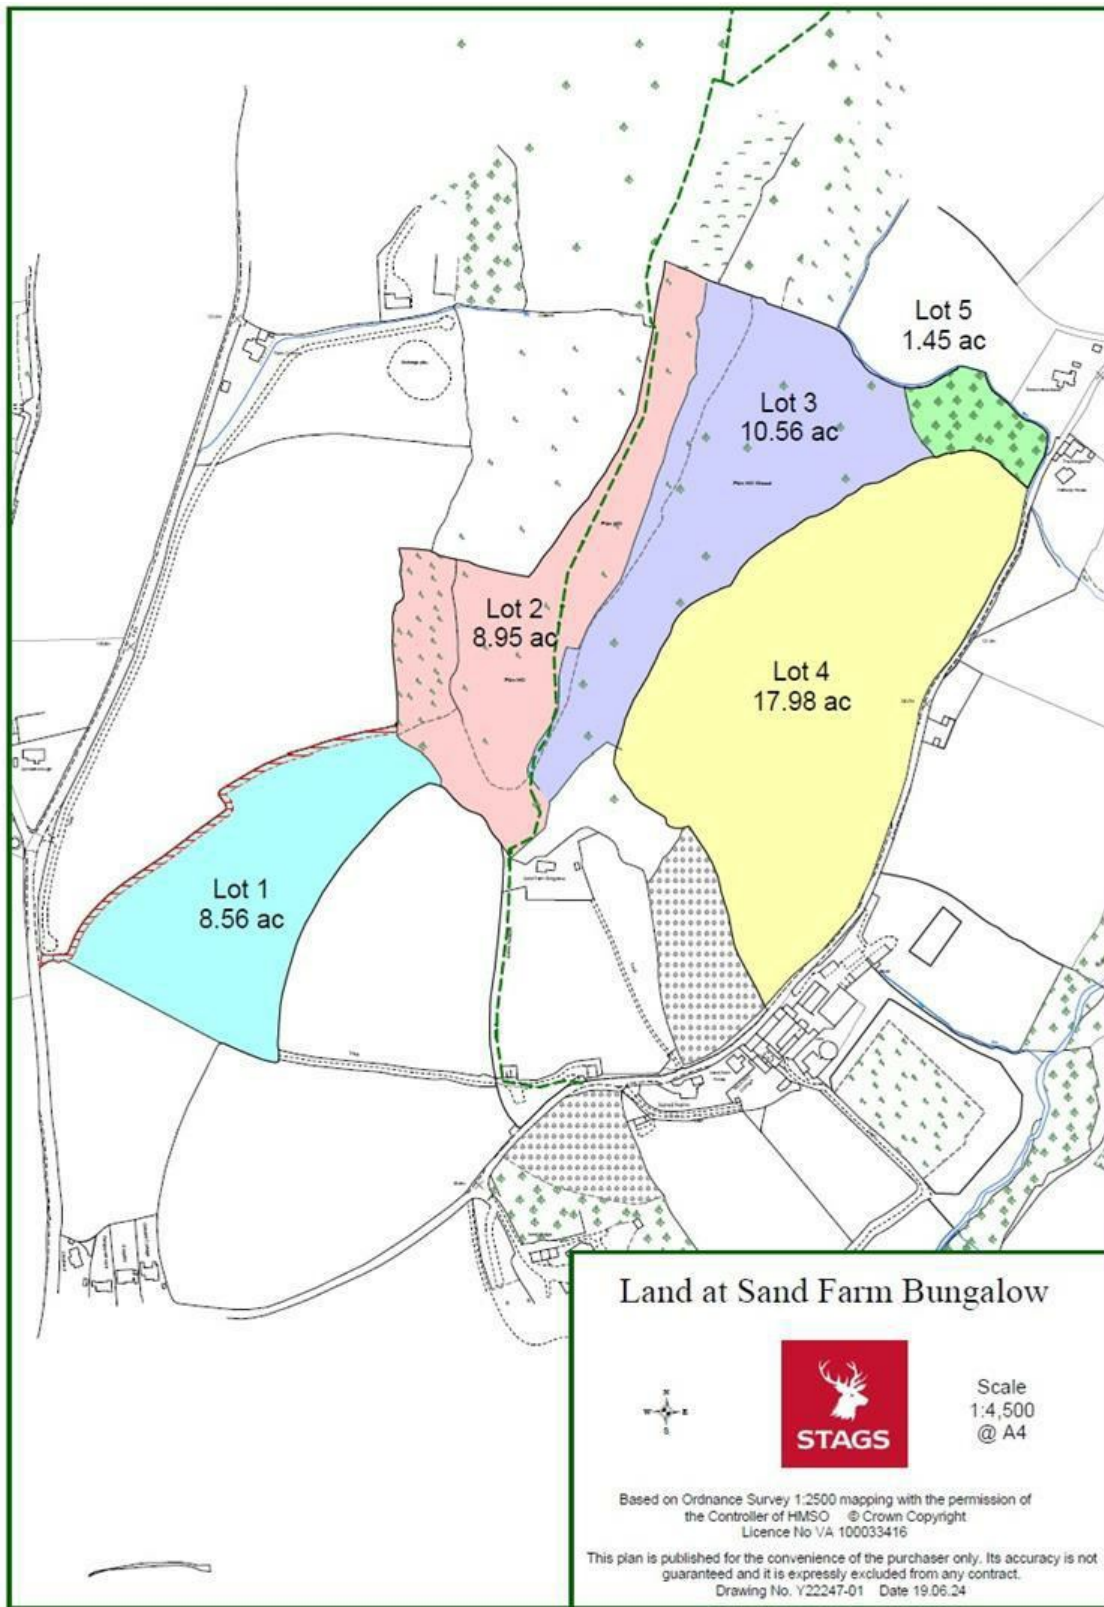 Lot 5
1.45 ac
Lot 3
10.56 ac
Lot 2
8.95 ac
Lot 4
17.98 ac
Lot 1
8.56 ac
Land at Sand Farm Bungalow
N
W E
S
STAGS
Scale
1:4,500
@ A4
Based on Ordnance Survey 1:2500 mapping with the permission of
the Controller of HMSO © Crown Copyright
Licence No VA 100033416
This plan is published for the convenience of the purchaser only. Its accuracy is not
guaranteed and it is expressly excluded from any contract.
Drawing No. Y22247-01 Date 19.06.24